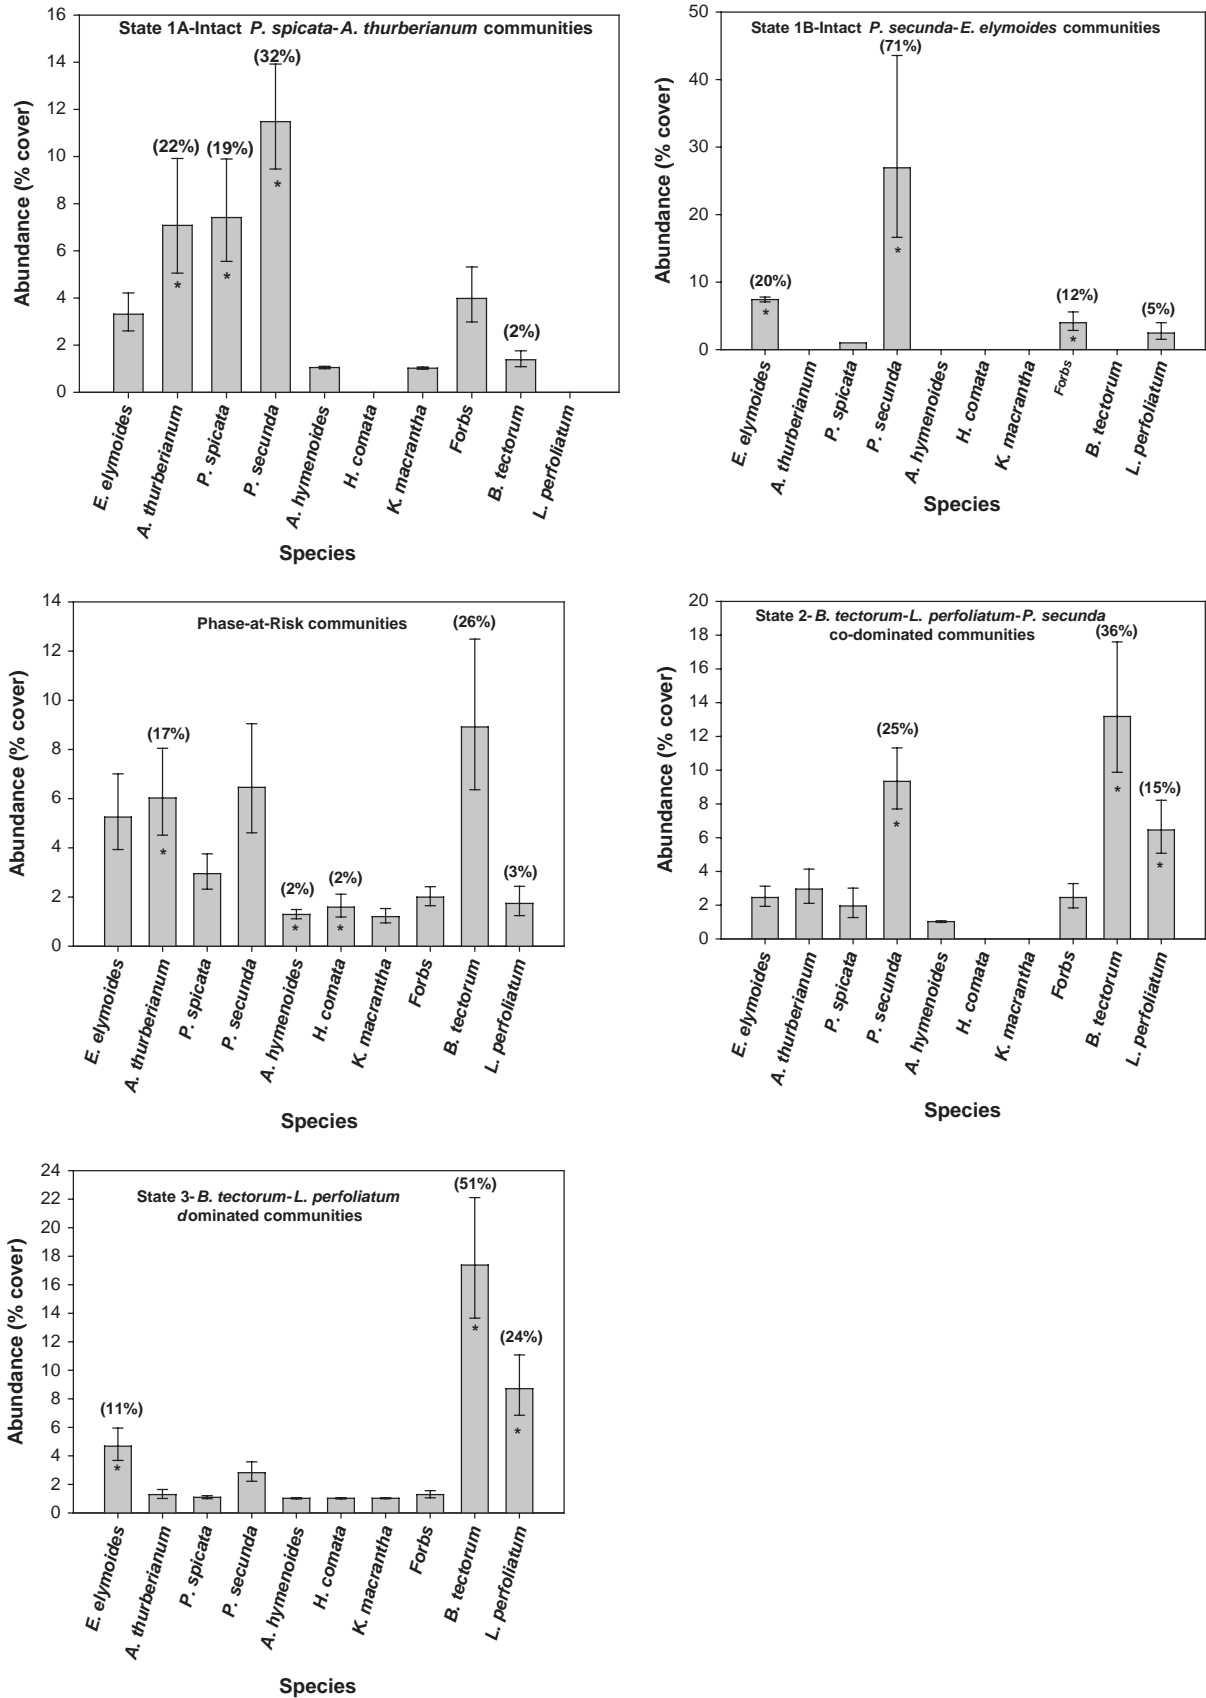 State 1A-Intact P. spicata-A. thurberianum communities
Abundance (% cover)
16
14
12
10
8
6
4
2
0
(22%)
(19%)
(32%)
(2%)
*
*
*
E. elymoides
A. thurberianum
P. spicata
P. secunda
A. hymenoides
H. comata
K. macrantha
Forbs
B. tectorum
L. perfoliatum
Species
State 1B-Intact P. secunda-E. elymoides communities
Abundance (% cover)
50
40
30
20
10
0
(20%)
(71%)
(12%)
(5%)
*
*
*
E. elymoides
A. thurberianum
P. spicata
P. secunda
A. hymenoides
H. comata
K. macrantha
Forbs
B. tectorum
L. perfoliatum
Species
Phase-at-Risk communities
Abundance (% cover)
14
12
10
8
6
4
2
0
(17%)
(2%)
(2%)
(26%)
(3%)
*
*
*
E. elymoides
A. thurberianum
P. spicata
P. secunda
A. hymenoides
H. comata
K. macrantha
Forbs
B. tectorum
L. perfoliatum
Species
State 2-B. tectorum-L. perfoliatum-P. secunda
co-dominated communities
Abundance (% cover)
20
18
16
14
12
10
8
6
4
2
0
(25%)
(36%)
(15%)
*
*
*
E. elymoides
A. thurberianum
P. spicata
P. secunda
A. hymenoides
H. comata
K. macrantha
Forbs
B. tectorum
L. perfoliatum
Species
State 3-B. tectorum-L. perfoliatum
dominated communities
Abundance (% cover)
24
22
20
18
16
14
12
10
8
6
4
2
0
(11%)
(51%)
(24%)
*
*
*
E. elymoides
A. thurberianum
P. spicata
P. secunda
A. hymenoides
H. comata
K. macrantha
Forbs
B. tectorum
L. perfoliatum
Species